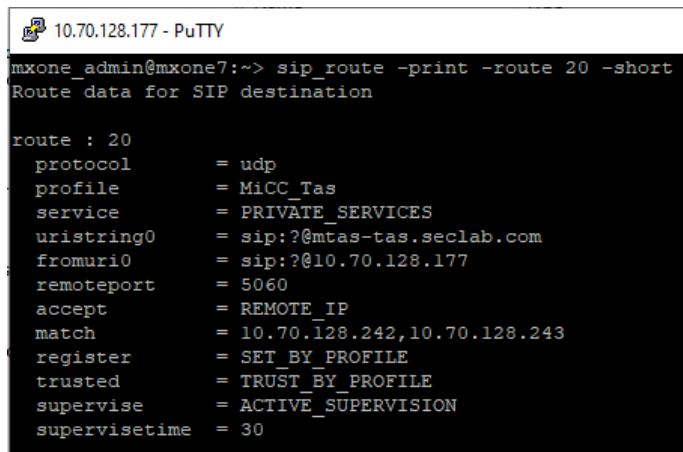 10.70.128.177 - PuTTY
mxone_admin@mxone7:~> sip_route -print -route 20 -short
Route data for SIP destination
route : 20
protocol = udp
profile = MiCC_Tas
service = PRIVATE_SERVICES
uristring0 = sip:?@mtas-tas.seclab.com
fromuri0 = sip:?@10.70.128.177
remoteport = 5060
accept = REMOTE_IP
match = 10.70.128.242,10.70.128.243
register = SET_BY_PROFILE
trusted = TRUST_BY_PROFILE
supervise = ACTIVE_SUPERVISION
supervisetime = 30